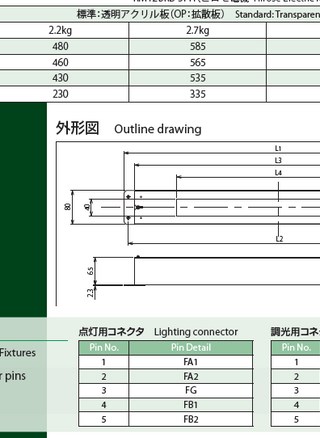 標準：透明アクリル板（OP：拡散板） Standard: Transparen
2.2kg 2.7kg
480 585
460 565
430 535
230 335
外形図 Outline drawing
L1
L3
L4
80
40
L2
65
2.3
点灯用コネクタ Lighting connector
調光用コネ
Fixtures
pins
Pin No. Pin Detail Pin No.
1 FA1 1
2 FA2 2
3 FG 3
4 FB1 4
5 FB2 5